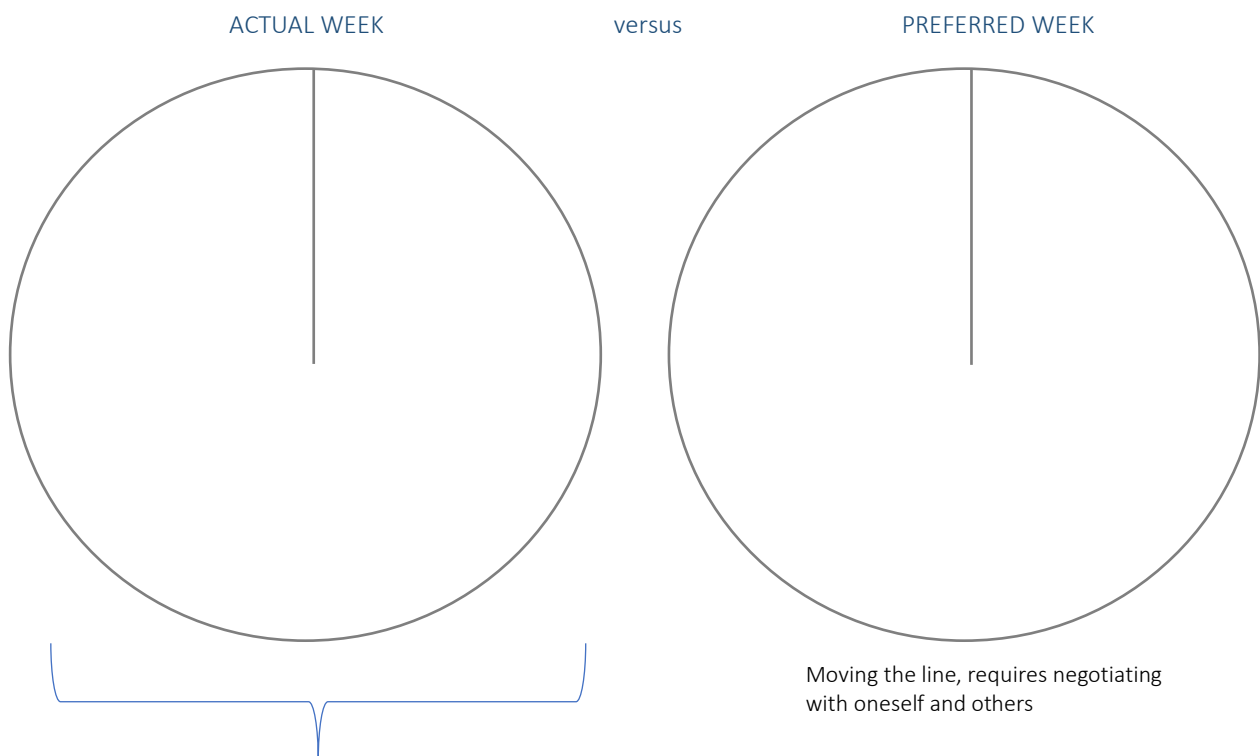 ACTUAL WEEK versus PREFERRED WEEK
Moving the line, requires negotiating
with oneself and others